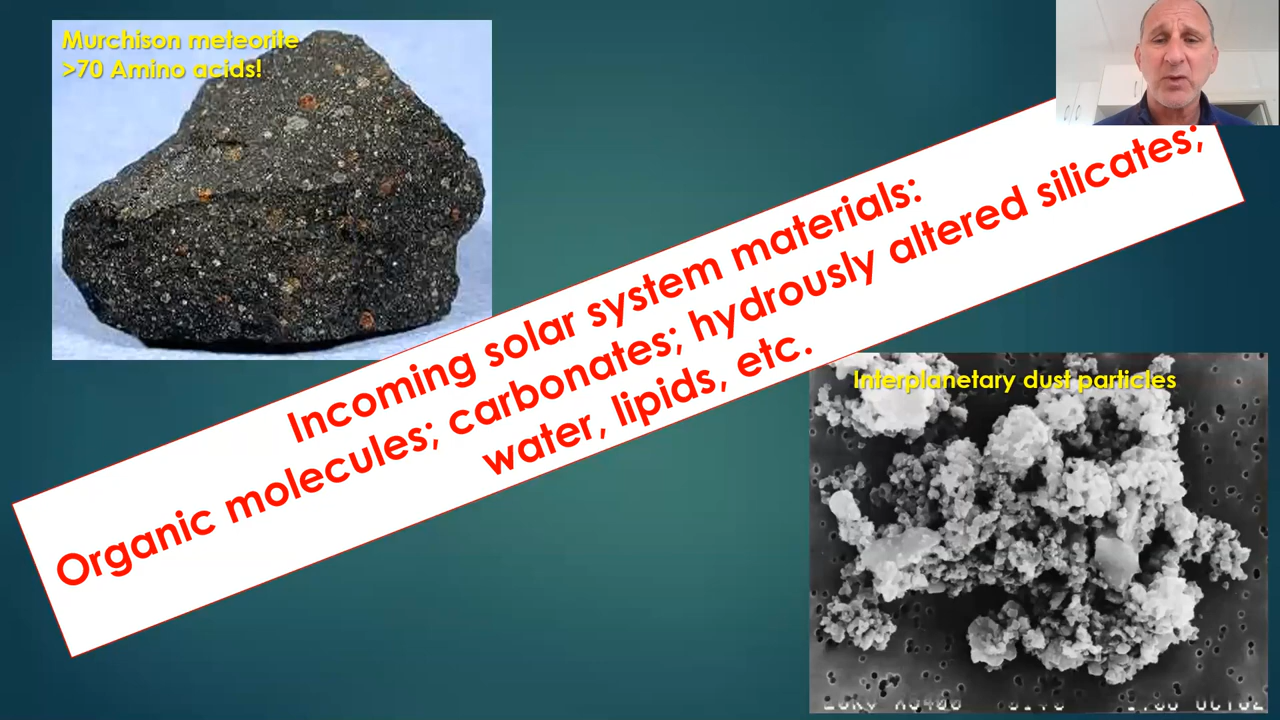 Murchison meteorite
>70 Amino acids!
Incoming solar system materials:
Organic molecules; carbonates; hydrously altered silicates;
water, lipids, etc.
Interplanetary dust particles